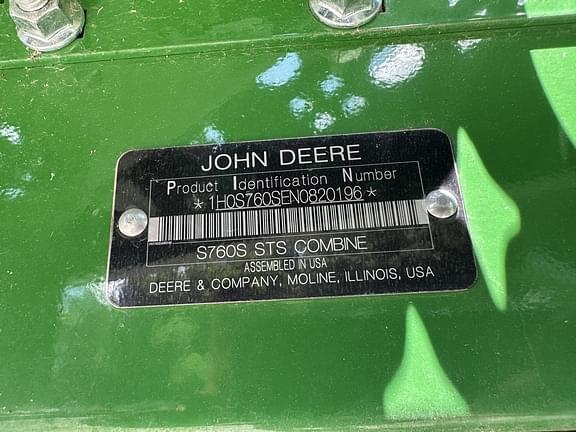 JOHN DEERE
Product Identification Number
* 1H0S760SEN0820196 *
S760S STS COMBINE
ASSEMBLED IN USA
DEERE & COMPANY, MOLINE, ILLINOIS, USA